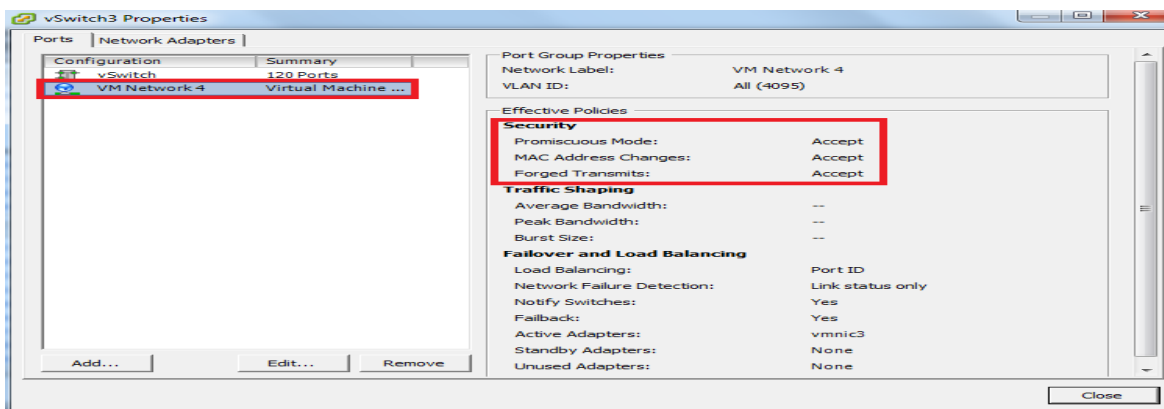 vSwitch3 Properties
Ports Network Adapters
Configuration Summary
vSwitch 120 Ports
VM Network 4 Virtual Machine ...
Add... Edit... Remove
Port Group Properties
Network Label: VM Network 4
VLAN ID: All (4095)
Effective Policies
Security
Promiscuous Mode: Accept
MAC Address Changes: Accept
Forged Transmits: Accept
Traffic Shaping
Average Bandwidth: --
Peak Bandwidth: --
Burst Size: --
Failover and Load Balancing
Load Balancing: Port ID
Network Failure Detection: Link status only
Notify Switches: Yes
Failback: Yes
Active Adapters: vmnic3
Standby Adapters: None
Unused Adapters: None
Close